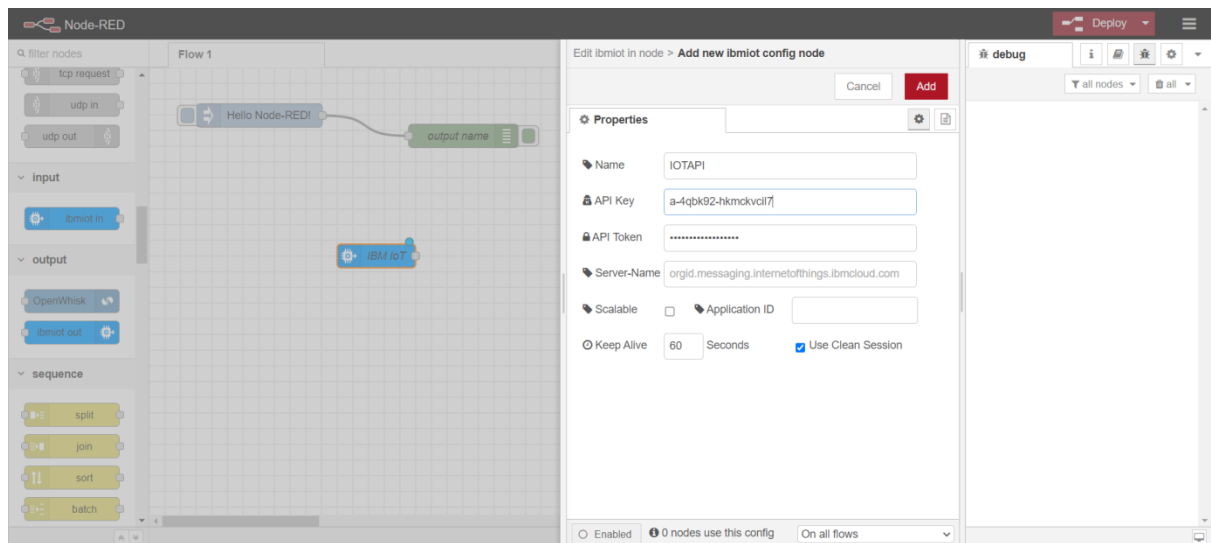 Node-RED
Deploy
filter nodes
tcp request
udp in
udp out
input
ibmiot in
output
OpenWhisk
ibmiot out
sequence
split
join
sort
batch
Flow 1
Hello Node-RED!
output name
IBM IoT
Edit ibmiot in node > Add new ibmiot config node
Cancel
Add
Properties
Name
IOTAPI
API Key
a-4qbk92-hkmckvcil7
API Token
••••••••••••••••••
Server-Name
orgid.messaging.internetofthings.ibmcloud.com
Scalable
Application ID
Keep Alive
60
Seconds
Use Clean Session
Enabled
0 nodes use this config
On all flows
debug
i
all nodes
all